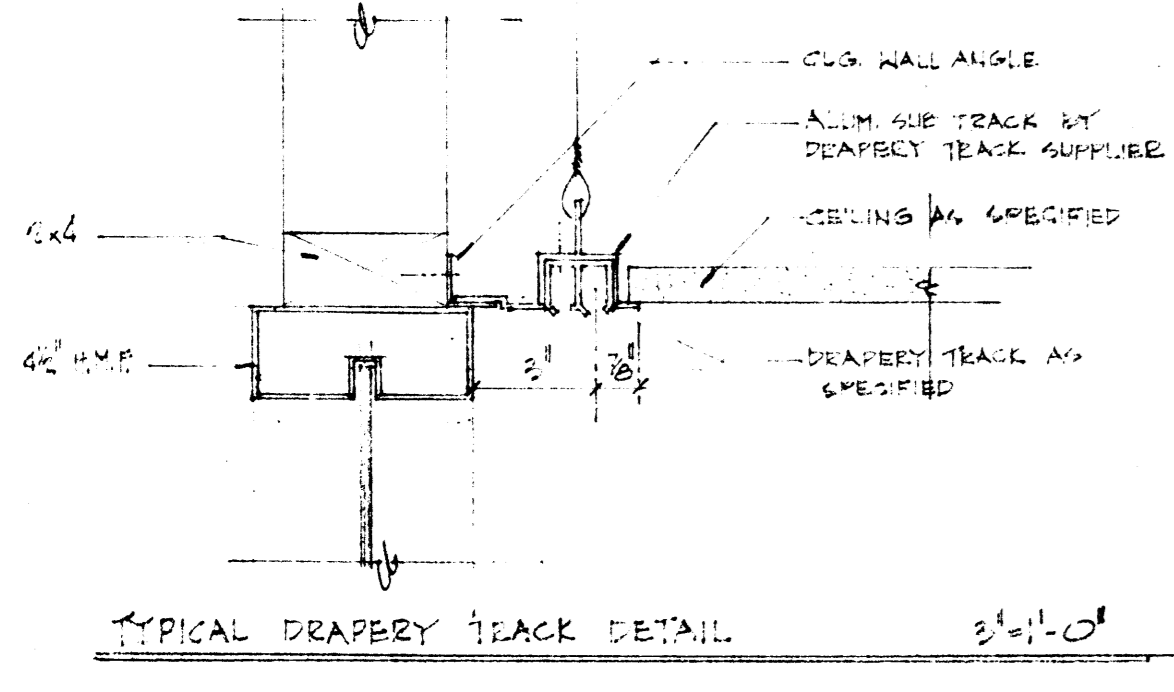 CLG. WALL ANGLE
ALUM. SUB TRACK BY
DRAPERY TRACK SUPPLIER
CEILING AS SPECIFIED
2x4
4½" H.M.F.
3"
7/8"
DRAPERY TRACK AS
SPECIFIED
TYPICAL DRAPERY TRACK DETAIL
3"=1'-0"